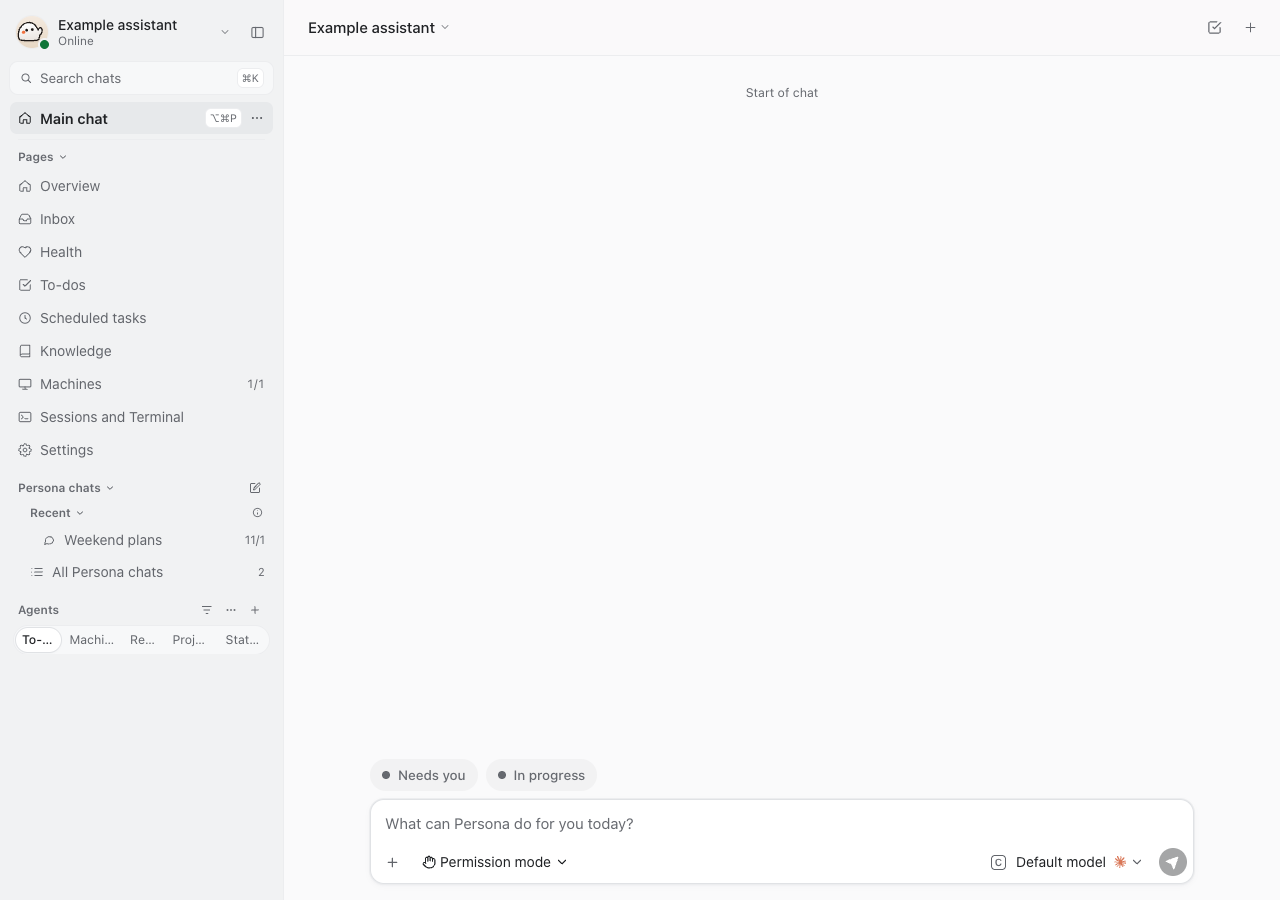 Example assistant
Online
Search chats ⌘K
Main chat ⌥⌘P
Pages
Overview
Inbox
Health
To-dos
Scheduled tasks
Knowledge
Machines 1/1
Sessions and Terminal
Settings
Persona chats
Recent
Weekend plans 11/1
All Persona chats 2
Agents
To-... Machi... Re... Proj... Stat...
Example assistant
Start of chat
Needs you In progress
What can Persona do for you today?
Permission mode C Default model